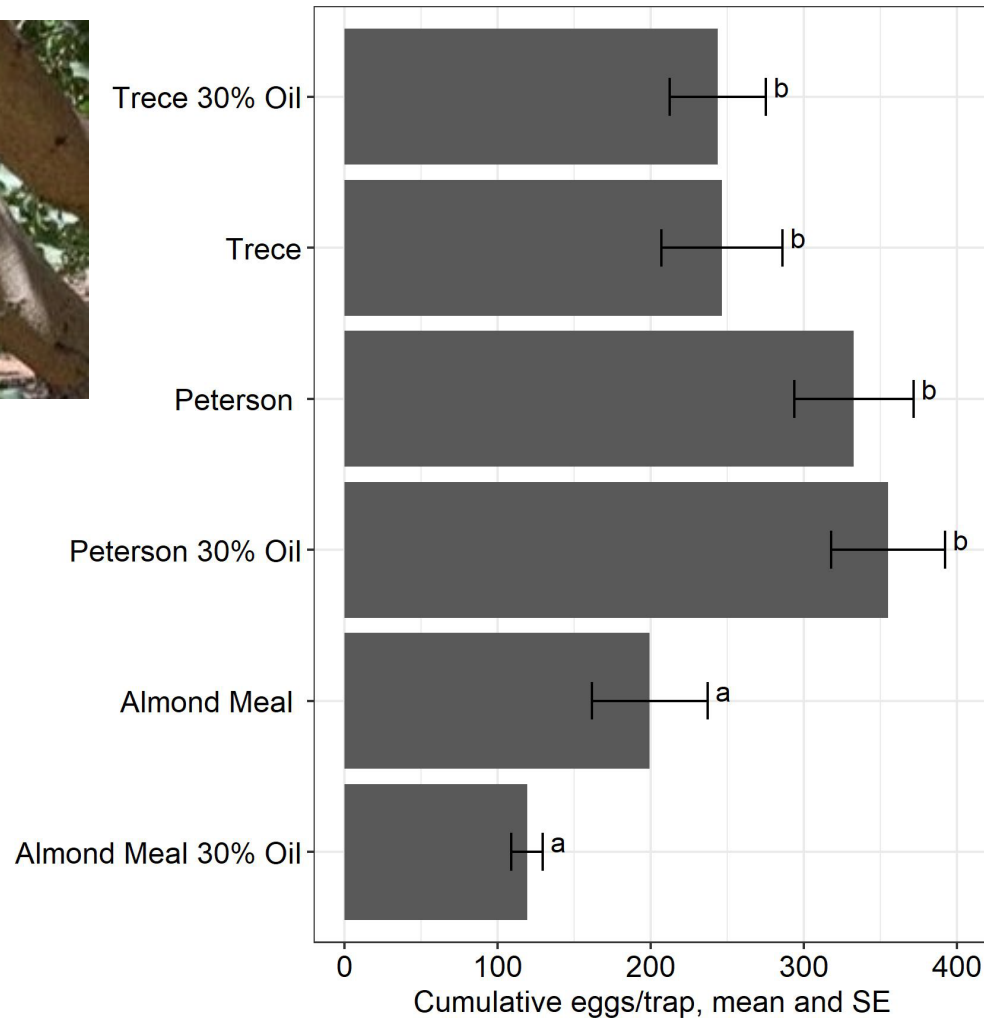 Trece 30% Oil
b
Trece
b
Peterson
b
Peterson 30% Oil
b
Almond Meal
a
Almond Meal 30% Oil
a
0 100 200 300 400
Cumulative eggs/trap, mean and SE